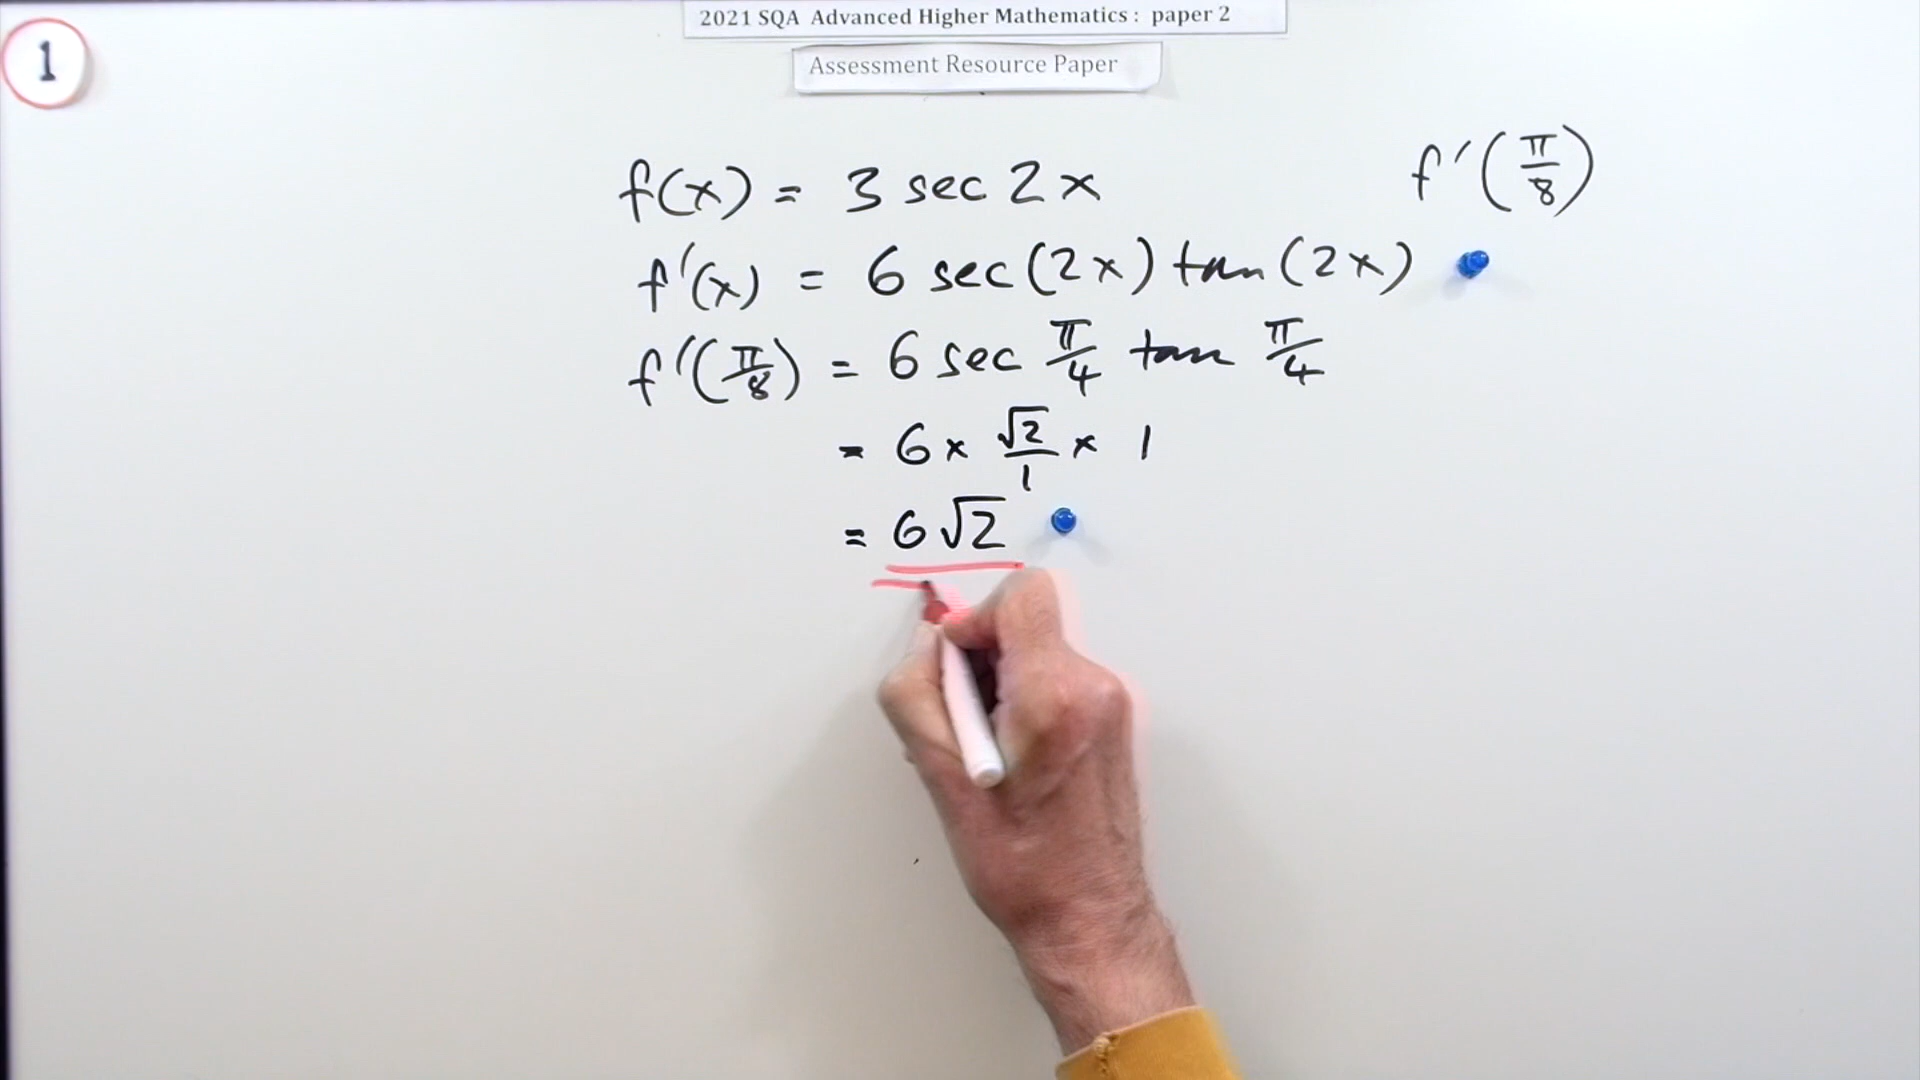 2021 SQA Advanced Higher Mathematics : paper 2
Assessment Resource Paper
1
f(x) = 3 sec 2x
f'(π/8)
f'(x) = 6 sec(2x) tan(2x)
f'(π/8) = 6 sec π/4 tan π/4
= 6 × √2/1 × 1
= 6√2